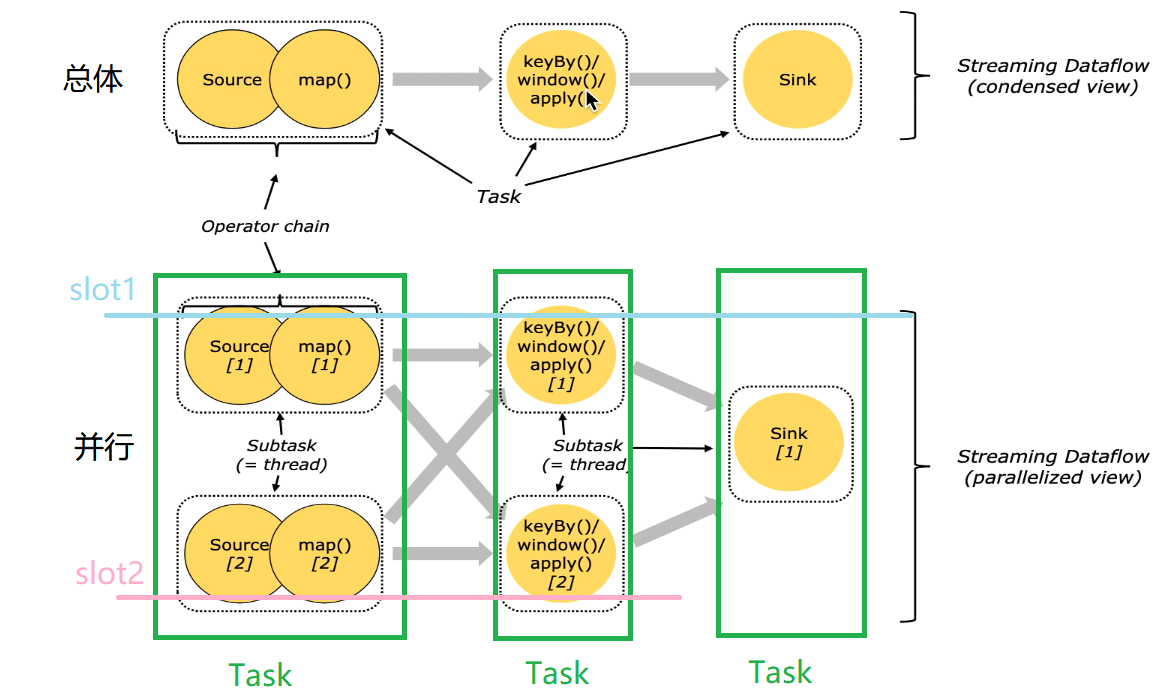 总体
Source
map()
keyBy()/
window()/
apply()
Sink
Streaming Dataflow
(condensed view)
Task
Operator chain
slot1
Source
[1]
map()
[1]
keyBy()/
window()/
apply()
[1]
并行
Subtask
(= thread)
Subtask
(= thread)
Sink
[1]
Streaming Dataflow
(parallelized view)
slot2
Source
[2]
map()
[2]
keyBy()/
window()/
apply()
[2]
Task
Task
Task